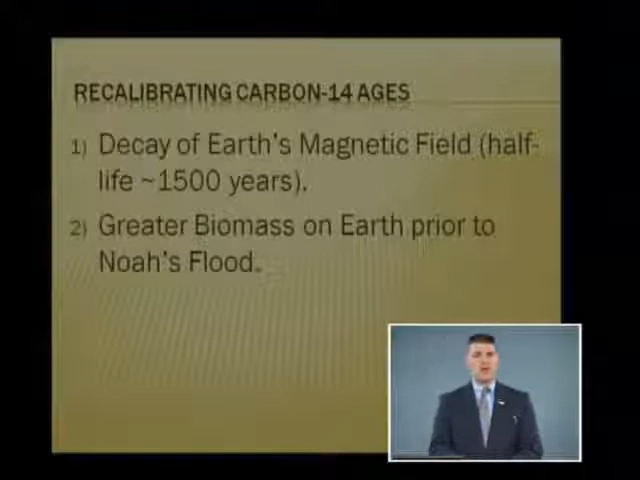 RECALIBRATING CARBON-14 AGES
1) Decay of Earth's Magnetic Field (half-
life ~1500 years).
2) Greater Biomass on Earth prior to
Noah's Flood.